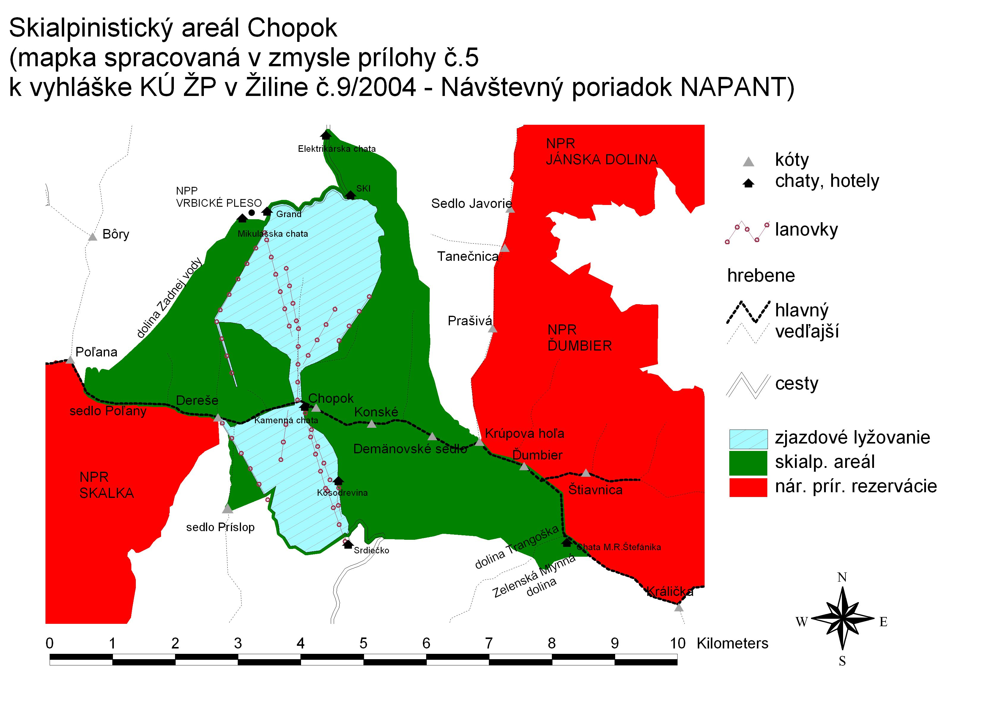 Skialpinistický areál Chopok
(mapka spracovaná v zmysle prílohy č.5
k vyhláške KÚ ŽP v Žiline č.9/2004 - Návštevný poriadok NAPANT)
Elektrikárska chata
SKI
NPP
VRBICKÉ PLESO
Grand
Mikulášska chata
Bôry
dolina Zadnej vody
Poľana
sedlo Poľany
Dereše
Chopok
Kamenná chata
Konské
Demänovské sedlo
Krúpova hoľa
Ďumbier
Štiavnica
Sedlo Javorie
Tanečnica
Prašivá
NPR
JÁNSKA DOLINA
NPR
ĎUMBIER
NPR
SKALKA
sedlo Príslop
Kosodrevina
Srdiečko
dolina Trangoška
Zelenská Mlynná
dolina
Chata M.R.Štefánika
Králička
kóty
chaty, hotely
lanovky
hrebene
hlavný
vedľajší
cesty
zjazdové lyžovanie
skialp. areál
nár. prír. rezervácie
N
W E
S
0 1 2 3 4 5 6 7 8 9 10 Kilometers